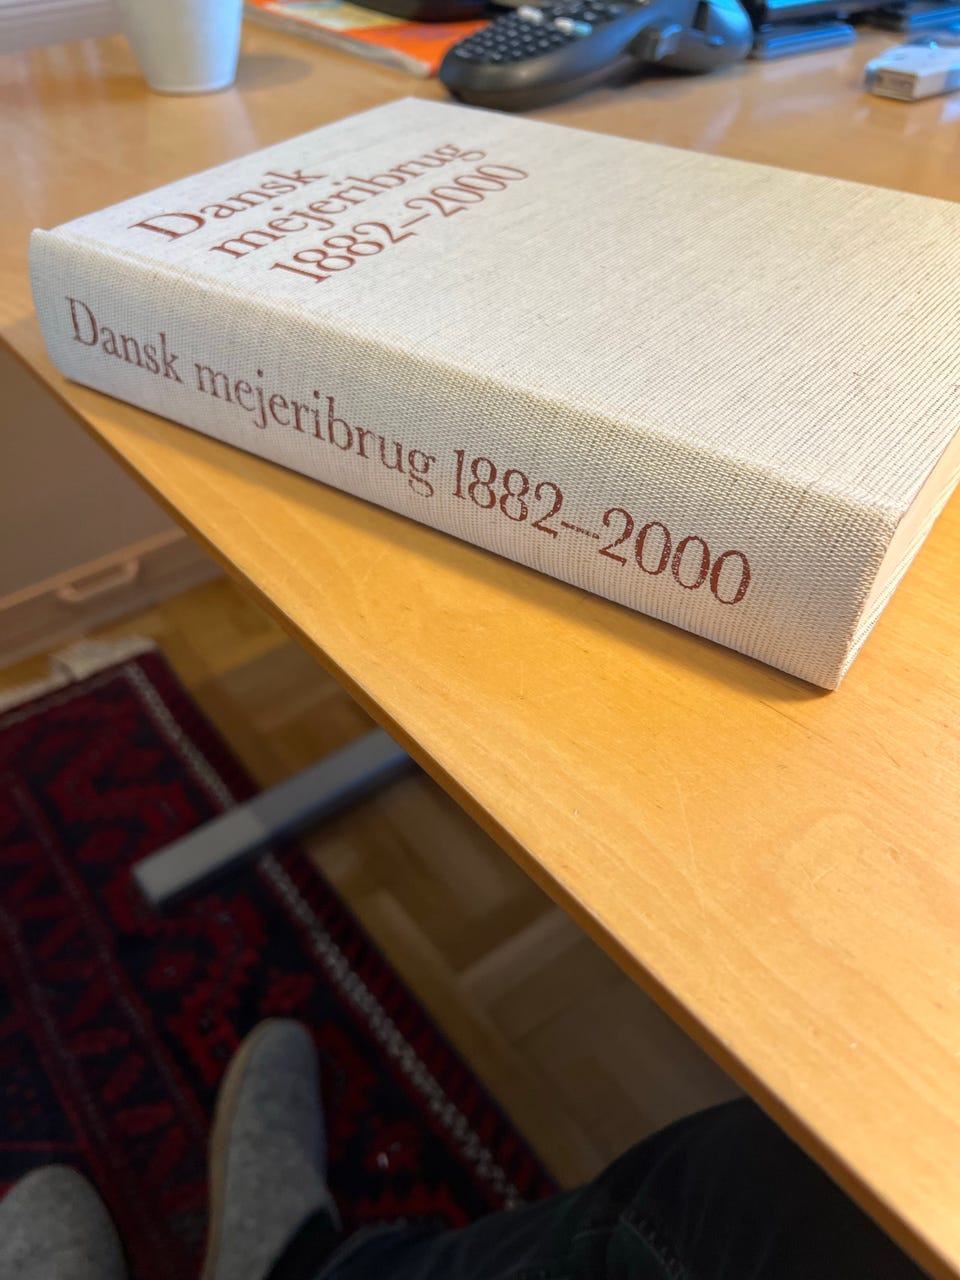 Dansk
mejeribrug
1882–2000
Dansk mejeribrug 1882–2000